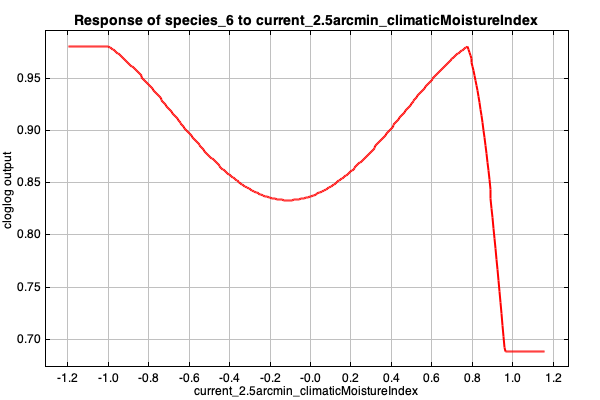 Response of species_6 to current_2.5arcmin_climaticMoistureIndex
cloglog output
0.95
0.90
0.85
0.80
0.75
0.70
-1.2 -1.0 -0.8 -0.6 -0.4 -0.2 -0.0 0.2 0.4 0.6 0.8 1.0 1.2
current_2.5arcmin_climaticMoistureIndex